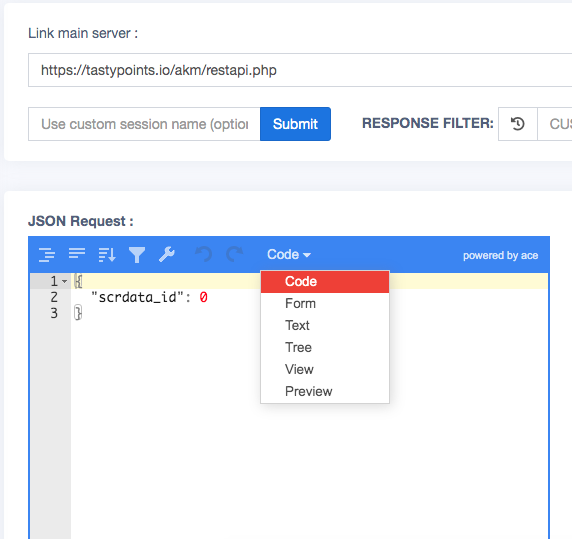 Link main server :
https://tastypoints.io/akm/restapi.php
Use custom session name (option
Submit
RESPONSE FILTER:
CUS
JSON Request :
Code
powered by ace
1 {
2 "scrdata_id": 0
3 }
Code
Form
Text
Tree
View
Preview